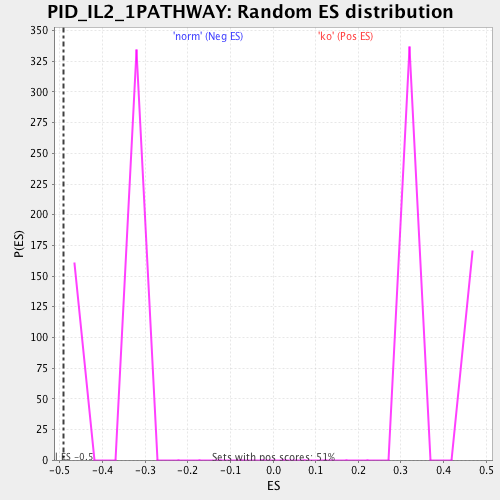 PID_IL2_1PATHWAY: Random ES distribution
'norm' (Neg ES) 'ko' (Pos ES)
350
325
300
275
250
225
200
175
150
125
100
75
50
25
0
P(ES)
ES -0.5
Sets with pos scores: 51%
-0.5 -0.4 -0.3 -0.2 -0.1 0.0 0.1 0.2 0.3 0.4 0.5
ES